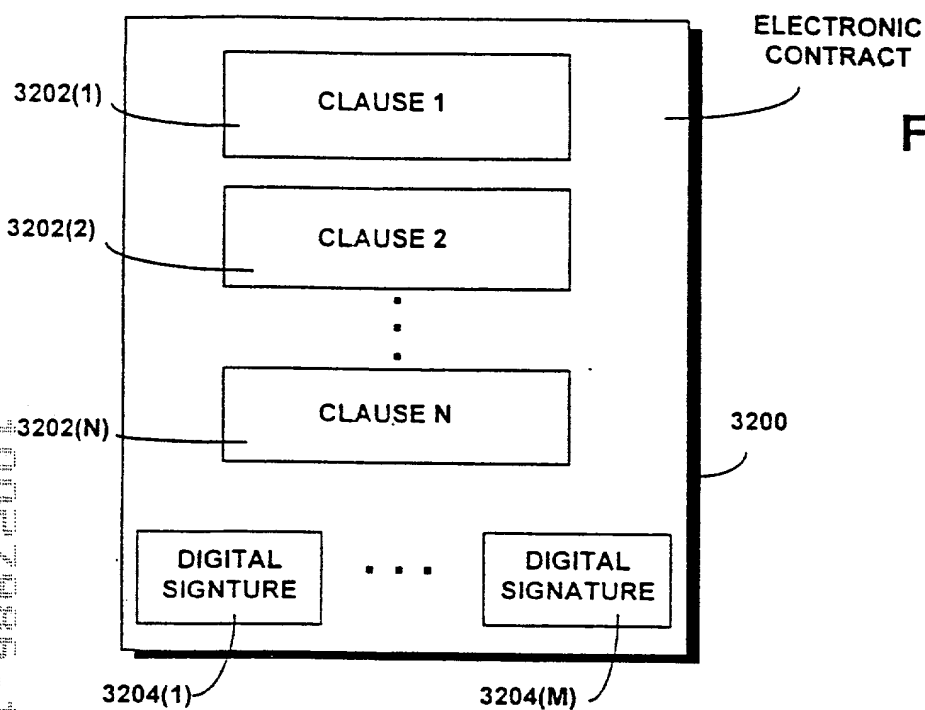 ELECTRONIC
CONTRACT
F
3202(1)
CLAUSE 1
3202(2)
CLAUSE 2
3202(N)
CLAUSE N
3200
DIGITAL
SIGNTURE
DIGITAL
SIGNATURE
3204(1)
3204(M)